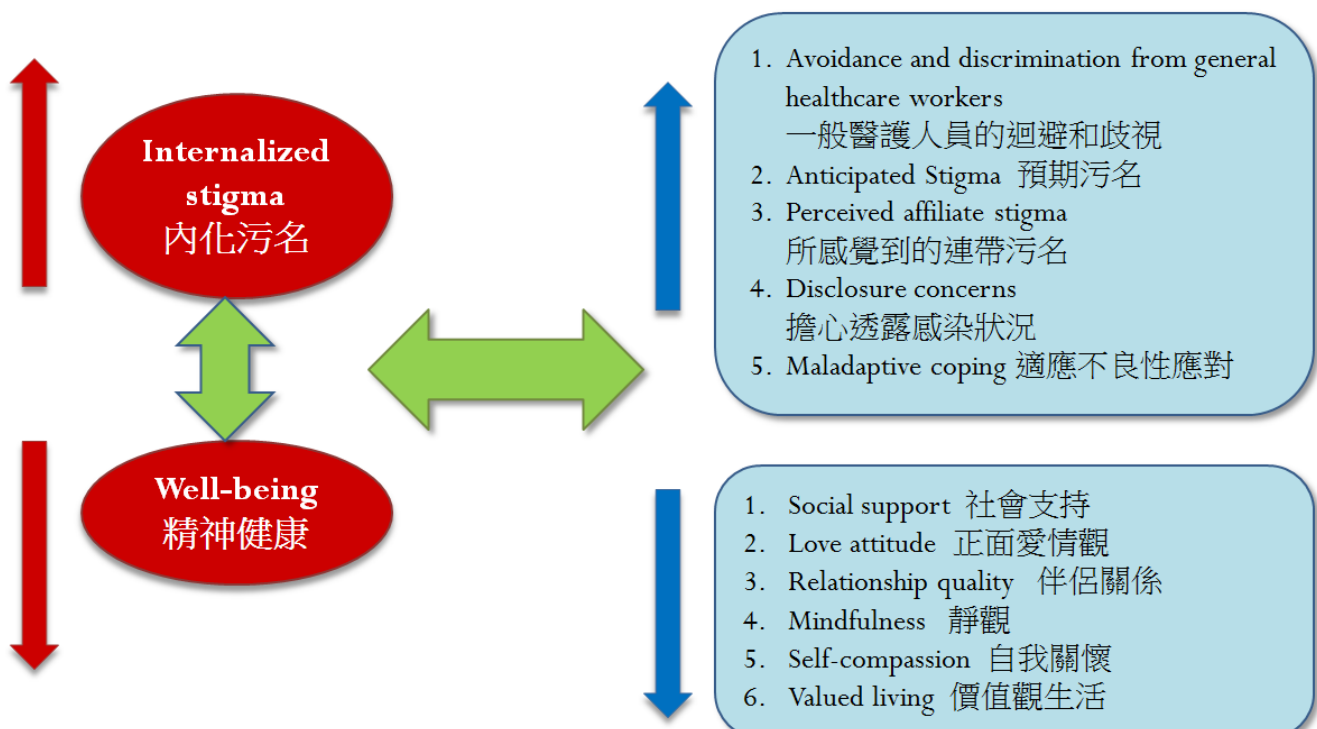 Internalized
stigma
內化污名
Well-being
精神健康
1. Avoidance and discrimination from general
healthcare workers
一般醫護人員的迴避和歧視
2. Anticipated Stigma 預期污名
3. Perceived affiliate stigma
所感覺到的連帶污名
4. Disclosure concerns
擔心透露感染狀況
5. Maladaptive coping 適應不良性應對
1. Social support 社會支持
2. Love attitude 正面愛情觀
3. Relationship quality 伴侶關係
4. Mindfulness 靜觀
5. Self-compassion 自我關懷
6. Valued living 價值觀生活